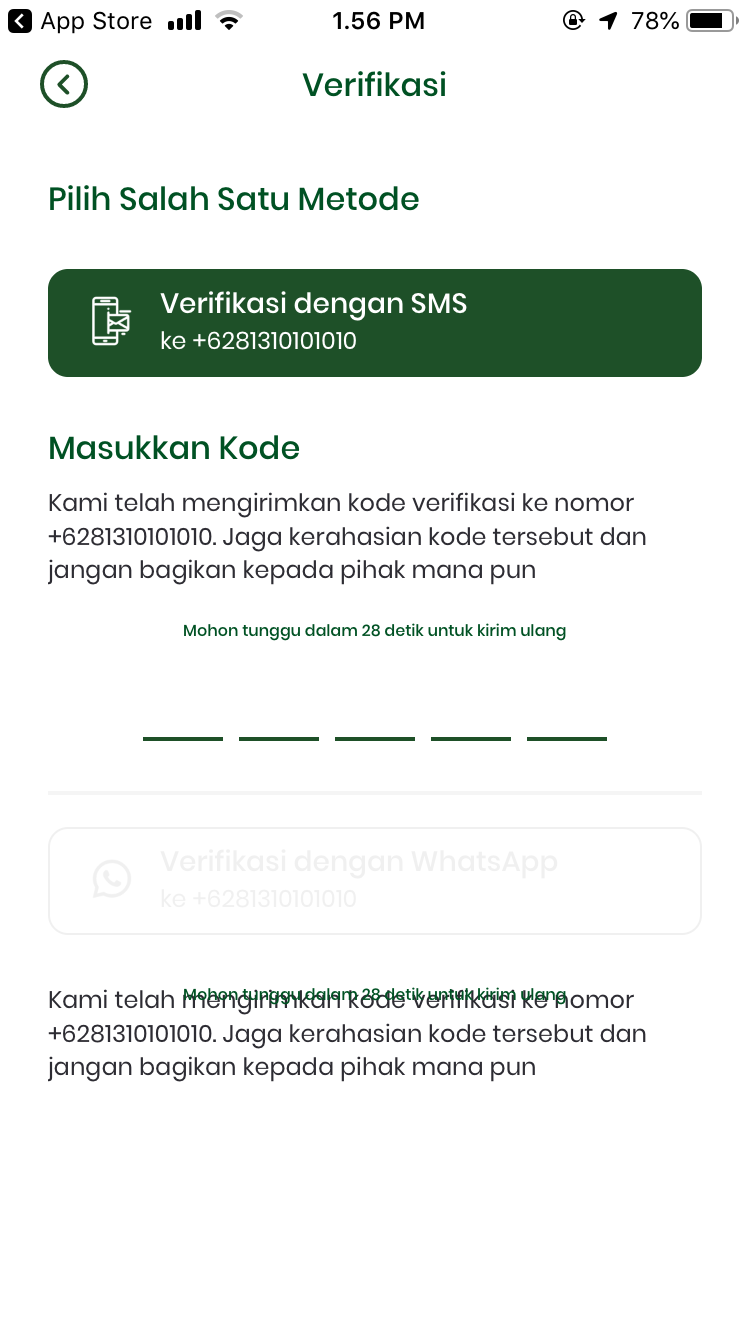 App Store
1.56 PM
78%
Verifikasi
Pilih Salah Satu Metode
Verifikasi dengan SMS
ke +6281310101010
Masukkan Kode
Kami telah mengirimkan kode verifikasi ke nomor
+6281310101010. Jaga kerahasian kode tersebut dan
jangan bagikan kepada pihak mana pun
Mohon tunggu dalam 28 detik untuk kirim ulang
Verifikasi dengan WhatsApp
ke +6281310101010
Mohon tunggu dalam 28 detik untuk kirim ulang
Kami telah mengirimkan kode verifikasi ke nomor
+6281310101010. Jaga kerahasian kode tersebut dan
jangan bagikan kepada pihak mana pun